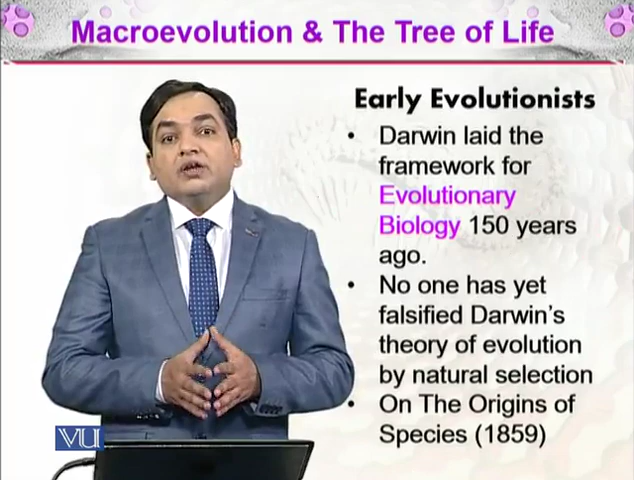 Macroevolution & The Tree of Life
Early Evolutionists
• Darwin laid the
framework for
Evolutionary
Biology 150 years
ago.
• No one has yet
falsified Darwin’s
theory of evolution
by natural selection
• On The Origins of
Species (1859)
VU